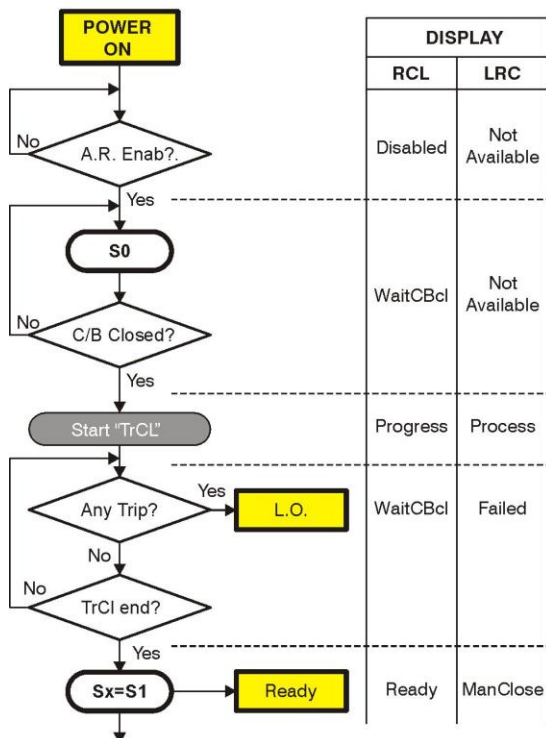 POWER
ON
No
A.R. Enab?.
Yes
S0
No
C/B Closed?
Yes
Start "TrCL"
Any Trip?
Yes
L.O.
No
No
TrCl end?
Yes
Sx=S1
Ready
DISPLAY
RCL LRC
Disabled
Not
Available
WaitCBcl
Not
Available
Progress Process
WaitCBcl Failed
Ready ManClose